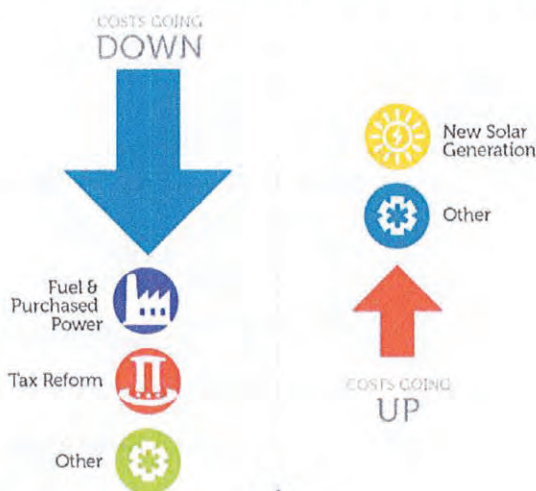 COSTS GOING
DOWN
Fuel &
Purchased
Power
Tax Reform
Other
New Solar
Generation
Other
COSTS GOING
UP